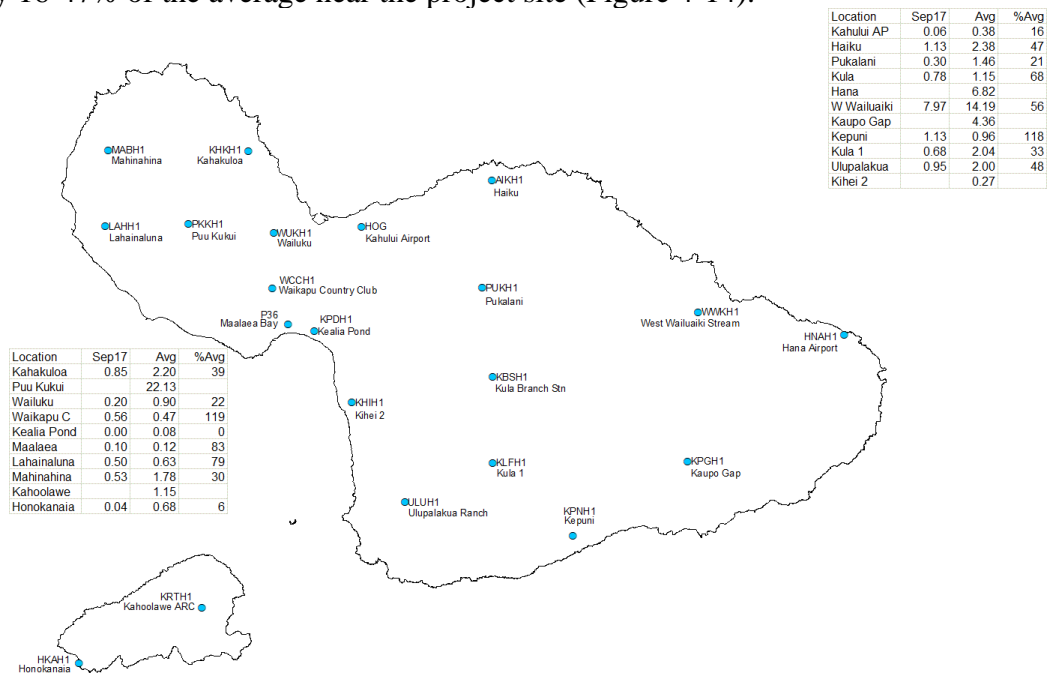 16-47% of the average near the project site (Figure 4-14).
Location Sep17 Avg %Avg
Kahului AP 0.06 0.38 16
Haiku 1.13 2.38 47
Pukalani 0.30 1.46 21
Kula 0.78 1.15 68
Hana 6.82
W Wailuaiki 7.97 14.19 56
Kaupo Gap 4.36
Kepuni 1.13 0.96 118
Kula 1 0.68 2.04 33
Ulupalakua 0.95 2.00 48
Kihei 2 0.27
MABH1
Mahinahina
KHKH1
Kahakuloa
AIKH1
Haiku
LAHH1
Lahainaluna
PKKH1
Puu Kukui
WUKH1
Wailuku
HOG
Kahului Airport
WCCH1
Waikapu Country Club
PUKH1
Pukalani
P36
Maalaea Bay
KPDH1
Kealia Pond
WWKH1
West Wailuaiki Stream
HNAH1
Hana Airport
Location Sep17 Avg %Avg
Kahakuloa 0.85 2.20 39
Puu Kukui 22.13
Wailuku 0.20 0.90 22
Waikapu C 0.56 0.47 119
Kealia Pond 0.00 0.08 0
Maalaea 0.10 0.12 83
Lahainaluna 0.50 0.63 79
Mahinahina 0.53 1.78 30
Kahoolawe 1.15
Honokanaia 0.04 0.68 6
KBSH1
Kula Branch Stn
KHIH1
Kihei 2
KLFH1
Kula 1
KPGH1
Kaupo Gap
ULUH1
Ulupalakua Ranch
KPNH1
Kepuni
KRTH1
Kahoolawe ARC
HKAH1
Honokanaia